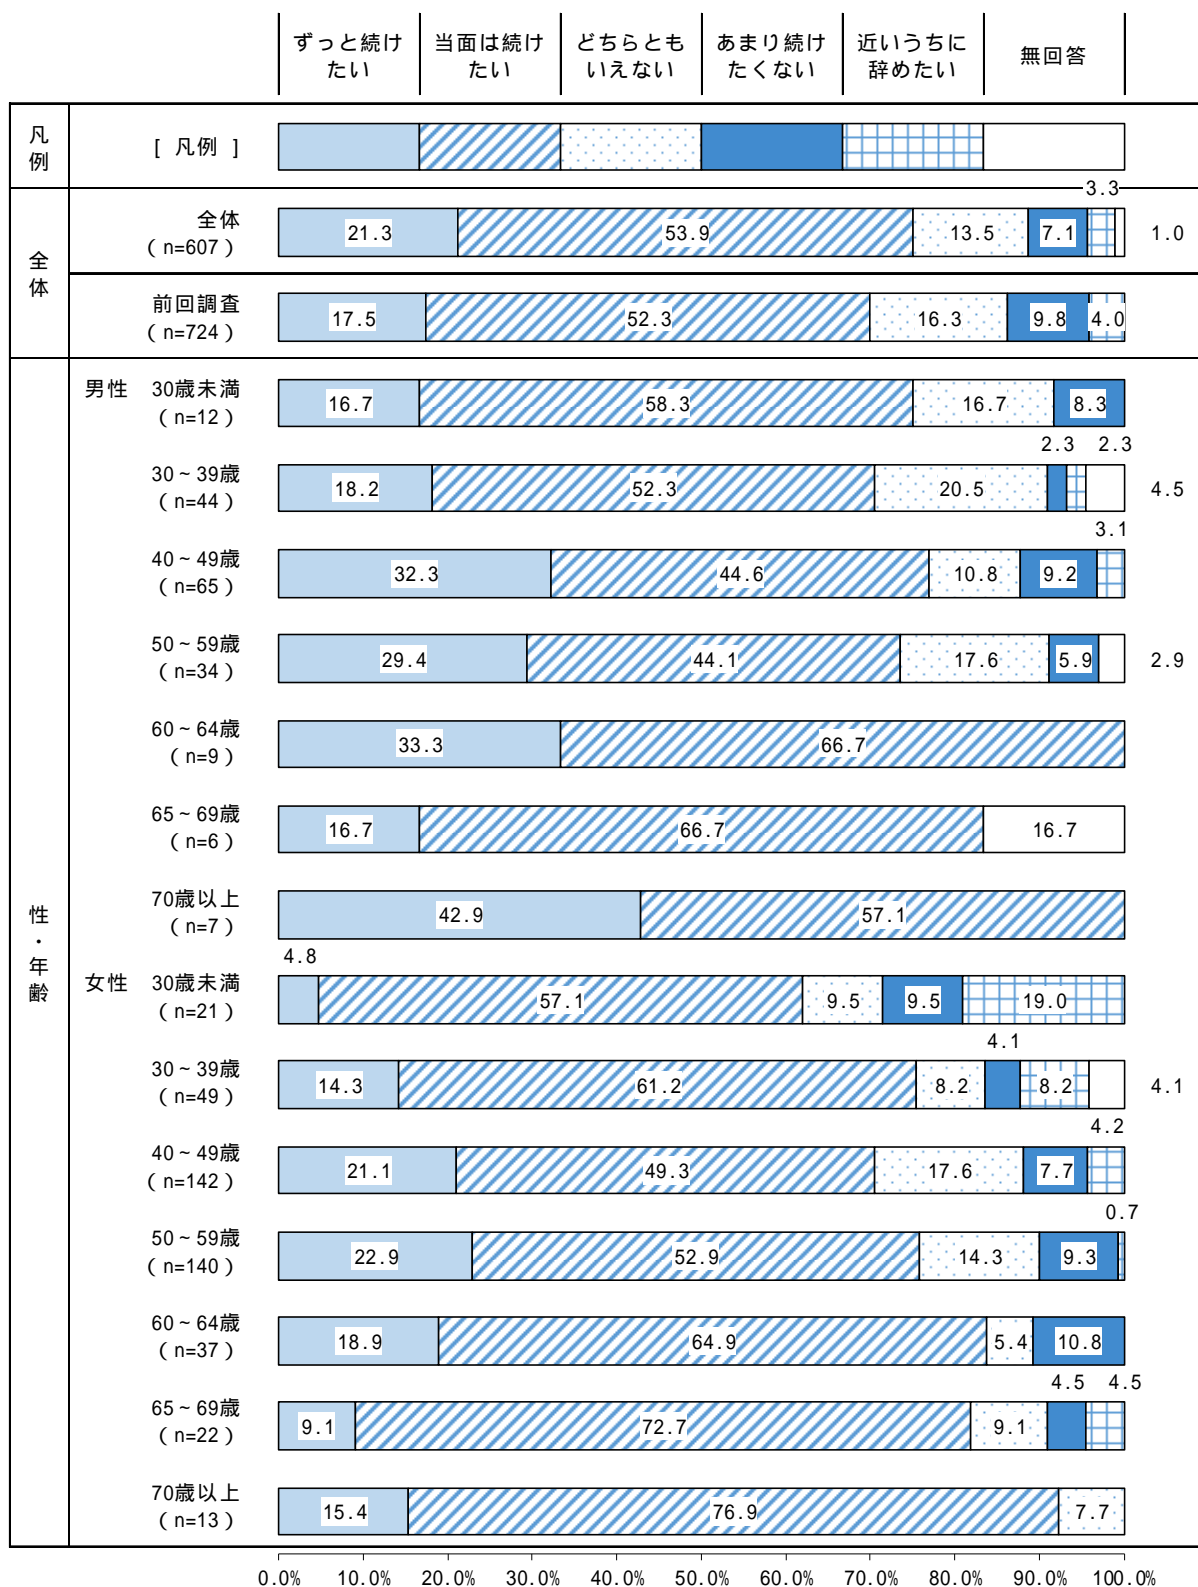 ずっと続け
たい
当面は続け
たい
どちらとも
いえない
あまり続け
たくない
近いうちに
辞めたい
無回答
凡
例
[ 凡例 ]
全
体
3.3
全体
（n=607）
21.3
53.9
13.5
7.1
1.0
前回調査
（n=724）
17.5
52.3
16.3
9.8
4.0
性
・
年
齢
男性 30歳未満
（n=12）
16.7
58.3
16.7
8.3
2.3
2.3
30～39歳
（n=44）
18.2
52.3
20.5
4.5
3.1
40～49歳
（n=65）
32.3
44.6
10.8
9.2
50～59歳
（n=34）
29.4
44.1
17.6
5.9
2.9
60～64歳
（n=9）
33.3
66.7
65～69歳
（n=6）
16.7
66.7
16.7
70歳以上
（n=7）
42.9
57.1
4.8
女性 30歳未満
（n=21）
57.1
9.5
9.5
19.0
4.1
30～39歳
（n=49）
14.3
61.2
8.2
8.2
4.1
4.2
40～49歳
（n=142）
21.1
49.3
17.6
7.7
0.7
50～59歳
（n=140）
22.9
52.9
14.3
9.3
60～64歳
（n=37）
18.9
64.9
5.4
10.8
4.5
4.5
65～69歳
（n=22）
9.1
72.7
9.1
70歳以上
（n=13）
15.4
76.9
7.7
0.0% 10.0% 20.0% 30.0% 40.0% 50.0% 60.0% 70.0% 80.0% 90.0% 100.0%